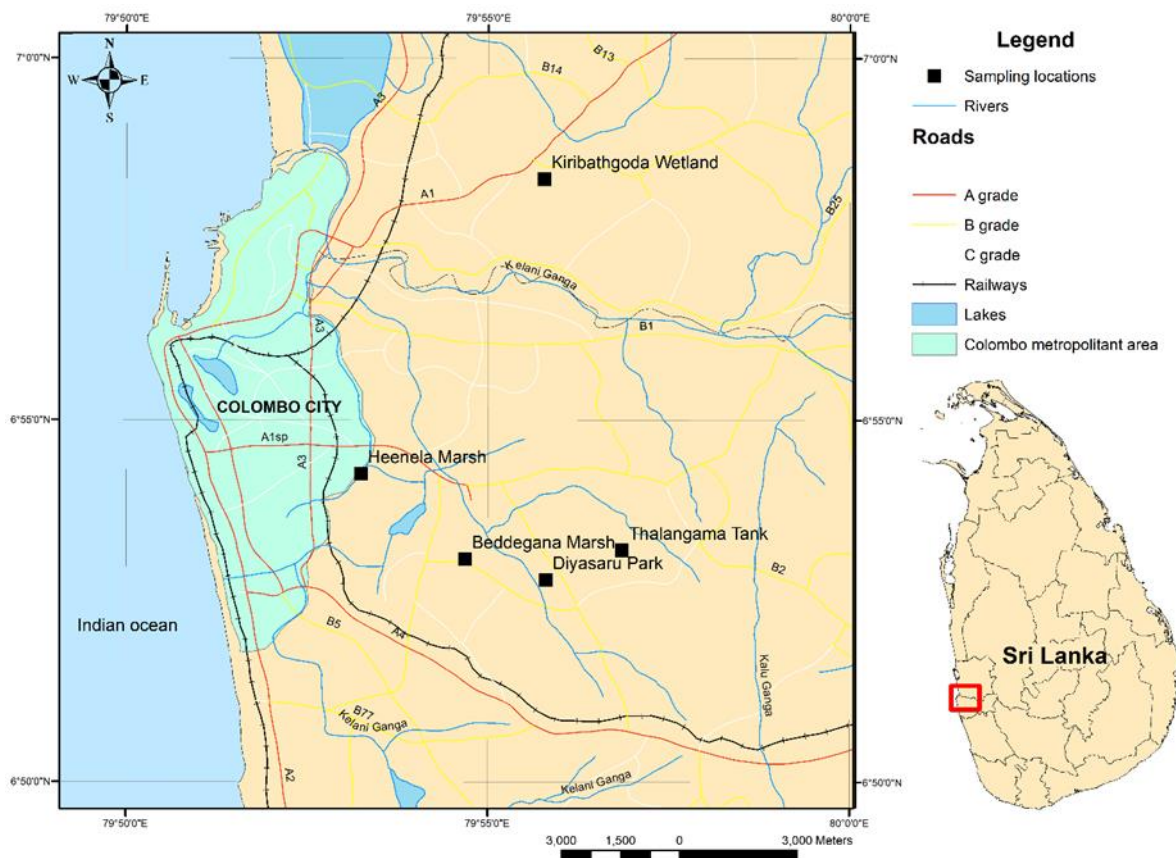 79°50'0"E
79°55'0"E
80°0'0"E
N
W E
S
7°0'0"N
7°0'0"N
B13
B14
A3
Kiribathgoda Wetland
A1
B25
Kelani Ganga
B1
A3
COLOMBO CITY
6°55'0"N
6°55'0"N
A1sp
A3
Heenela Marsh
Beddegana Marsh
Thalangama Tank
Diyasaru Park
B2
Indian ocean
B5
A4
Kalu Ganga
B77
Kelani Ganga
A2
Kelani Ganga
6°50'0"N
6°50'0"N
79°50'0"E
79°55'0"E
80°0'0"E
3,000 1,500 0 3,000 Meters
Legend
Sampling locations
Rivers
Roads
A grade
B grade
C grade
Railways
Lakes
Colombo metropolitant area
Sri Lanka